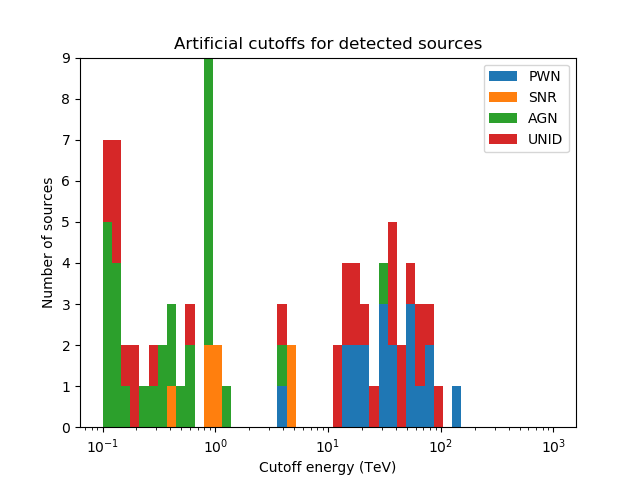 Artificial cutoffs for detected sources
9
8
7
6
5
4
3
2
1
0
Number of sources
PWN
SNR
AGN
UNID
10⁻¹ 10⁰ 10¹ 10² 10³
Cutoff energy (TeV)